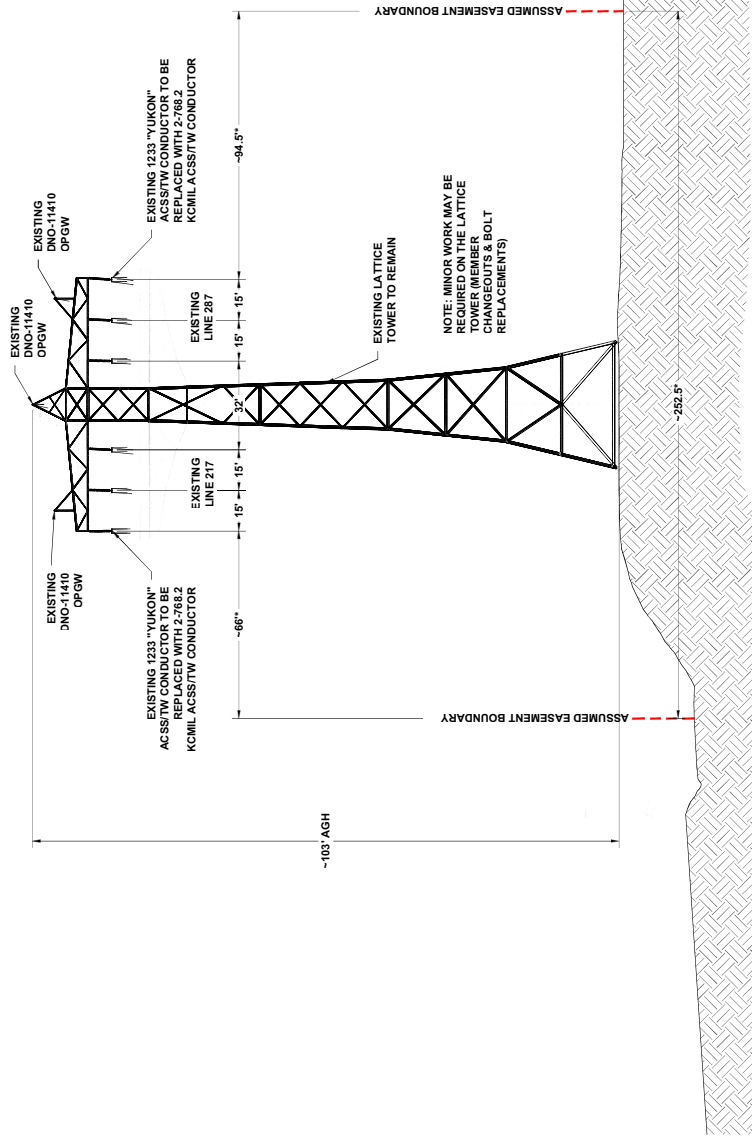 EXISTING
DNO-11410
OPGW
EXISTING
DNO-11410
OPGW
EXISTING
DNO-11410
OPGW
EXISTING 1233 "YUKON"
ACSS/TW CONDUCTOR TO BE
REPLACED WITH 2-768.2
KCMIL ACSS/TW CONDUCTOR
EXISTING 1233 "YUKON"
ACSS/TW CONDUCTOR TO BE
REPLACED WITH 2-768.2
KCMIL ACSS/TW CONDUCTOR
EXISTING
LINE 217
EXISTING
LINE 287
~66'*
15'
15'
32'
15'
15'
~94.5'*
EXISTING LATTICE
TOWER TO REMAIN
NOTE: MINOR WORK MAY BE
REQUIRED ON THE LATTICE
TOWER (MEMBER
CHANGEOUTS & BOLT
REPLACEMENTS)
~103' AGH
ASSUMED EASEMENT BOUNDARY
ASSUMED EASEMENT BOUNDARY
~252.5'*